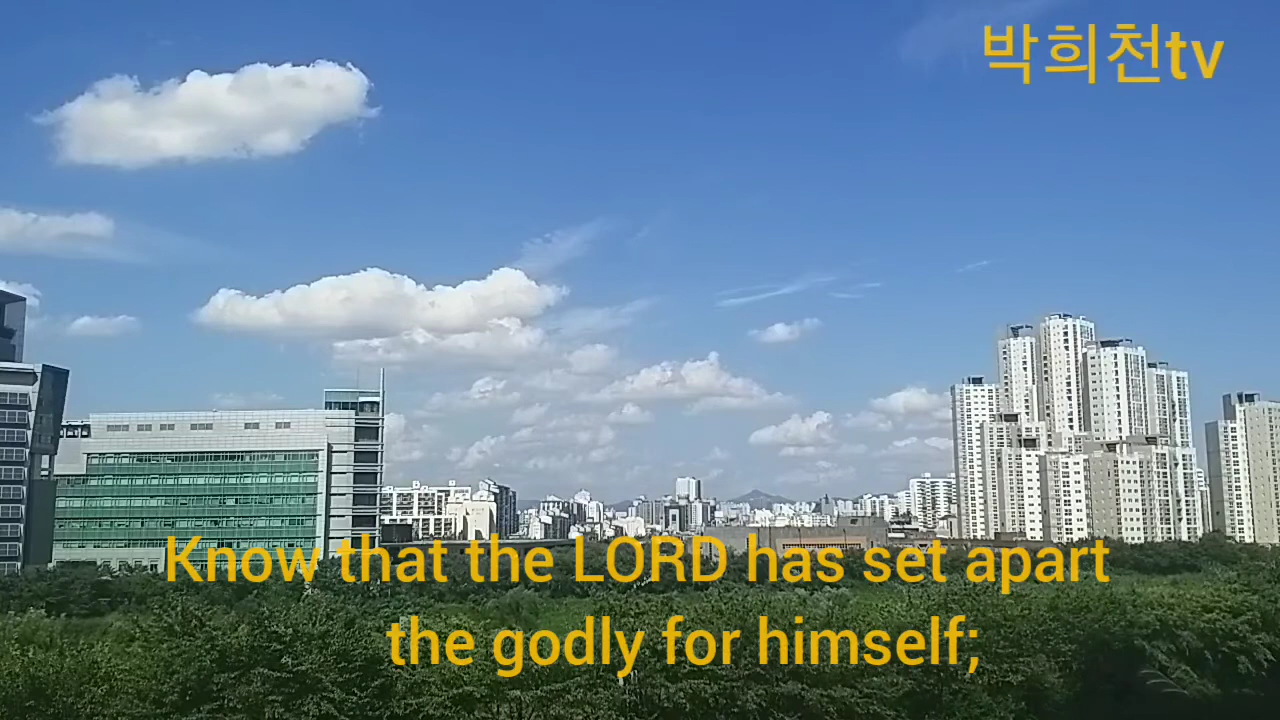 박희천tv
Know that the LORD has set apart
the godly for himself;